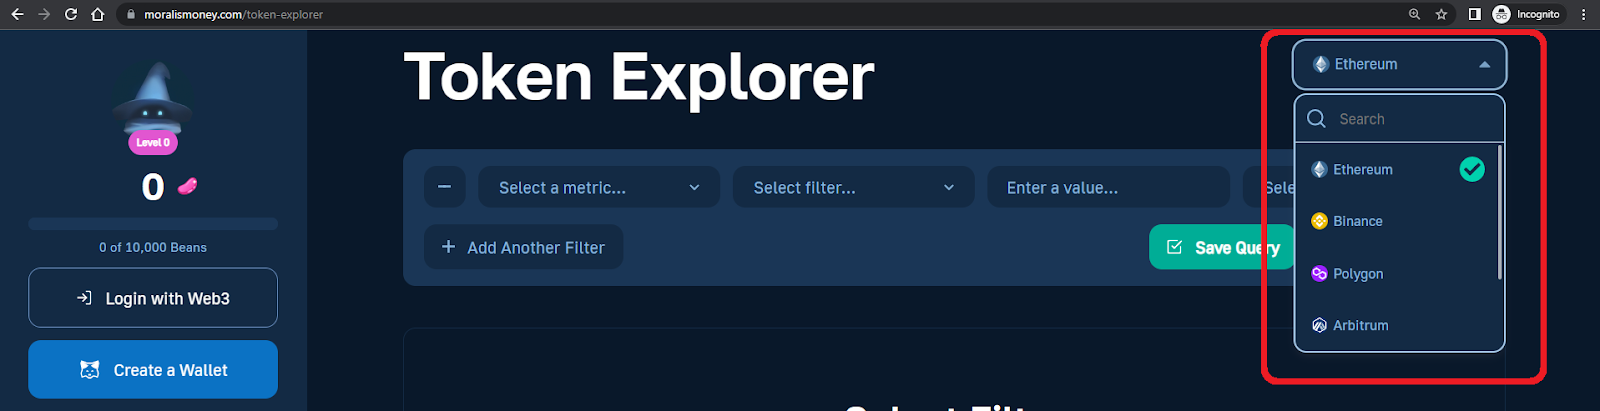 moralismoney.com/token-explorer
Incognito
Level 0
0
0 of 10,000 Beans
Login with Web3
Create a Wallet
Token Explorer
Select a metric...
Select filter...
Enter a value...
Sele
+ Add Another Filter
Save Query
Ethereum
Search
Ethereum
Binance
Polygon
Arbitrum